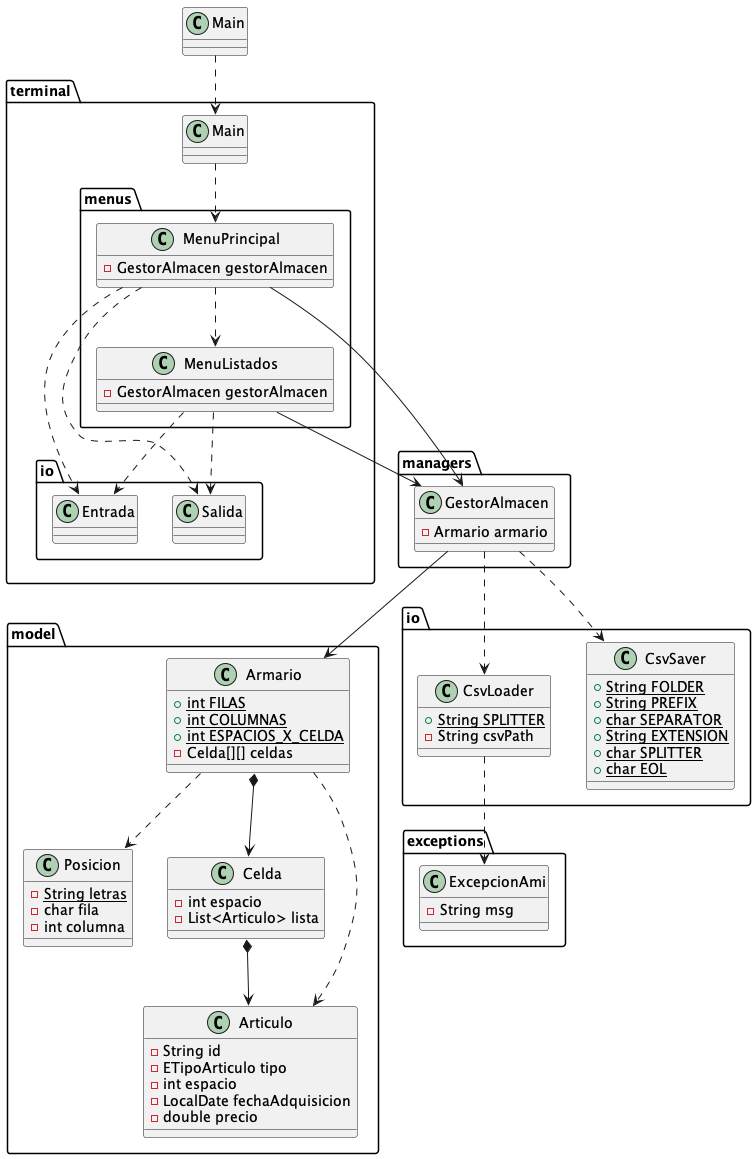 C Main
terminal
C Main
menus
C MenuPrincipal
GestorAlmacen gestorAlmacen
C MenuListados
GestorAlmacen gestorAlmacen
io
C Entrada
C Salida
managers
C GestorAlmacen
Armario armario
model
C Armario
int FILAS
int COLUMNAS
int ESPACIOS_X_CELDA
Celda[][] celdas
C Posicion
String letras
char fila
int columna
C Celda
int espacio
List<Articulo> lista
C Articulo
String id
ETipoArticulo tipo
int espacio
LocalDate fechaAdquisicion
double precio
io
C CsvLoader
String SPLITTER
String csvPath
C CsvSaver
String FOLDER
String PREFIX
char SEPARATOR
String EXTENSION
char SPLITTER
char EOL
exceptions
C ExcepcionAmi
String msg